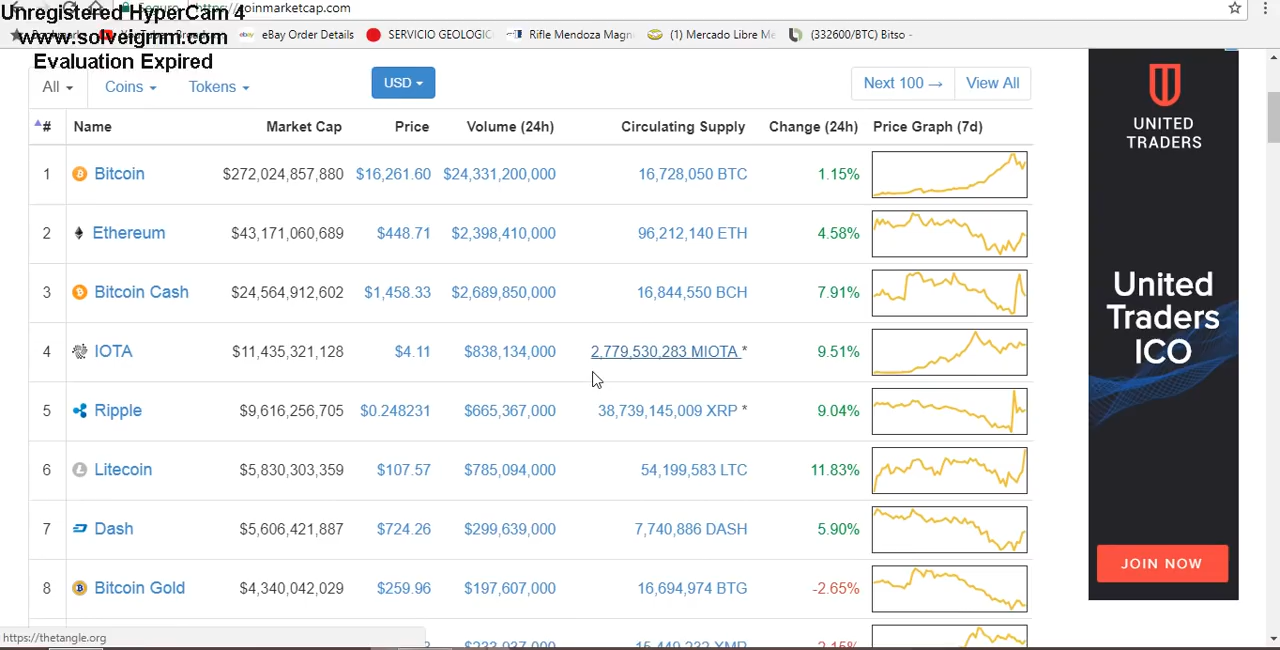 Unregistered HyperCam 4
www.solveigmm.com
Evaluation Expired
oinmarketcap.com
eBay Order Details
SERVICIO GEOLOGIC
Rifle Mendoza Magn
(1) Mercado Libre Me
(332600/BTC) Bitso -
All Coins Tokens USD Next 100 → View All
# Name Market Cap Price Volume (24h) Circulating Supply Change (24h) Price Graph (7d)
1 Bitcoin $272,024,857,880 $16,261.60 $24,331,200,000 16,728,050 BTC 1.15%
2 Ethereum $43,171,060,689 $448.71 $2,398,410,000 96,212,140 ETH 4.58%
3 Bitcoin Cash $24,564,912,602 $1,458.33 $2,689,850,000 16,844,550 BCH 7.91%
4 IOTA $11,435,321,128 $4.11 $838,134,000 2,779,530,283 MIOTA * 9.51%
5 Ripple $9,616,256,705 $0.248231 $665,367,000 38,739,145,009 XRP * 9.04%
6 Litecoin $5,830,303,359 $107.57 $785,094,000 54,199,583 LTC 11.83%
7 Dash $5,606,421,887 $724.26 $299,639,000 7,740,886 DASH 5.90%
8 Bitcoin Gold $4,340,042,029 $259.96 $197,607,000 16,694,974 BTG -2.65%
https://thetangle.org
UNITED
TRADERS
United
Traders
ICO
JOIN NOW